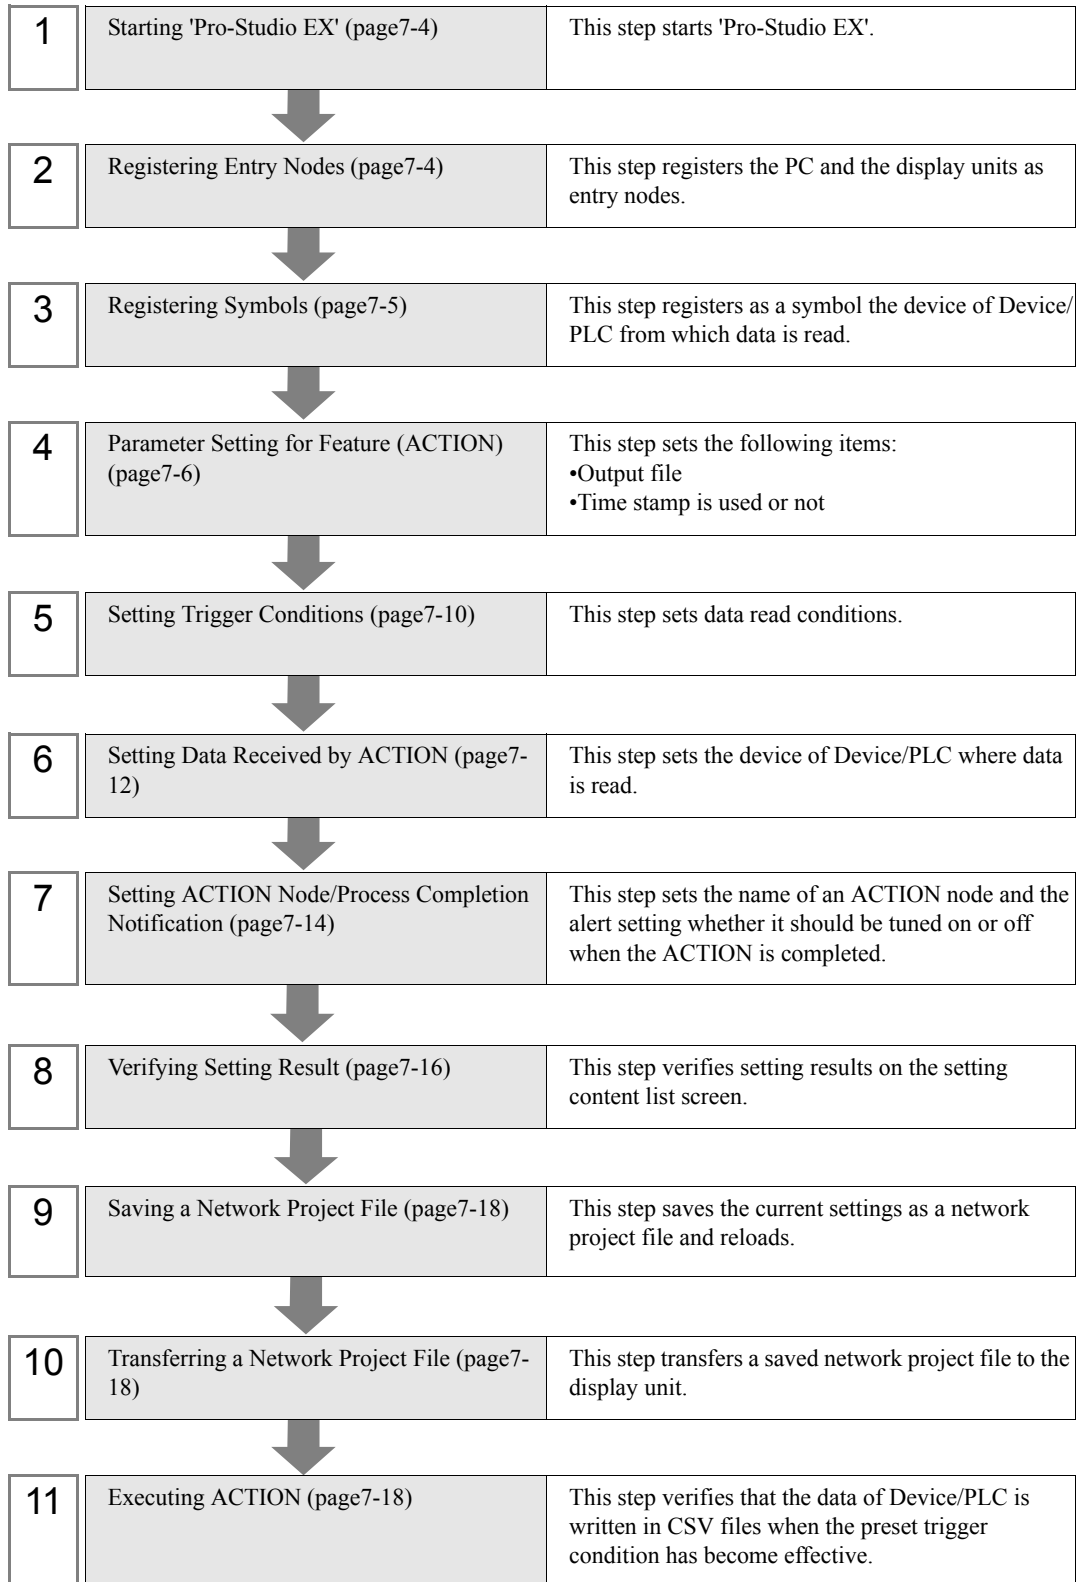 1
Starting 'Pro-Studio EX' (page7-4)
This step starts 'Pro-Studio EX'.
2
Registering Entry Nodes (page7-4)
This step registers the PC and the display units as
entry nodes.
3
Registering Symbols (page7-5)
This step registers as a symbol the device of Device/
PLC from which data is read.
4
Parameter Setting for Feature (ACTION)
(page7-6)
This step sets the following items:
•Output file
•Time stamp is used or not
5
Setting Trigger Conditions (page7-10)
This step sets data read conditions.
6
Setting Data Received by ACTION (page7-
12)
This step sets the device of Device/PLC where data
is read.
7
Setting ACTION Node/Process Completion
Notification (page7-14)
This step sets the name of an ACTION node and the
alert setting whether it should be tuned on or off
when the ACTION is completed.
8
Verifying Setting Result (page7-16)
This step verifies setting results on the setting
content list screen.
9
Saving a Network Project File (page7-18)
This step saves the current settings as a network
project file and reloads.
10
Transferring a Network Project File (page7-
18)
This step transfers a saved network project file to the
display unit.
11
Executing ACTION (page7-18)
This step verifies that the data of Device/PLC is
written in CSV files when the preset trigger
condition has become effective.